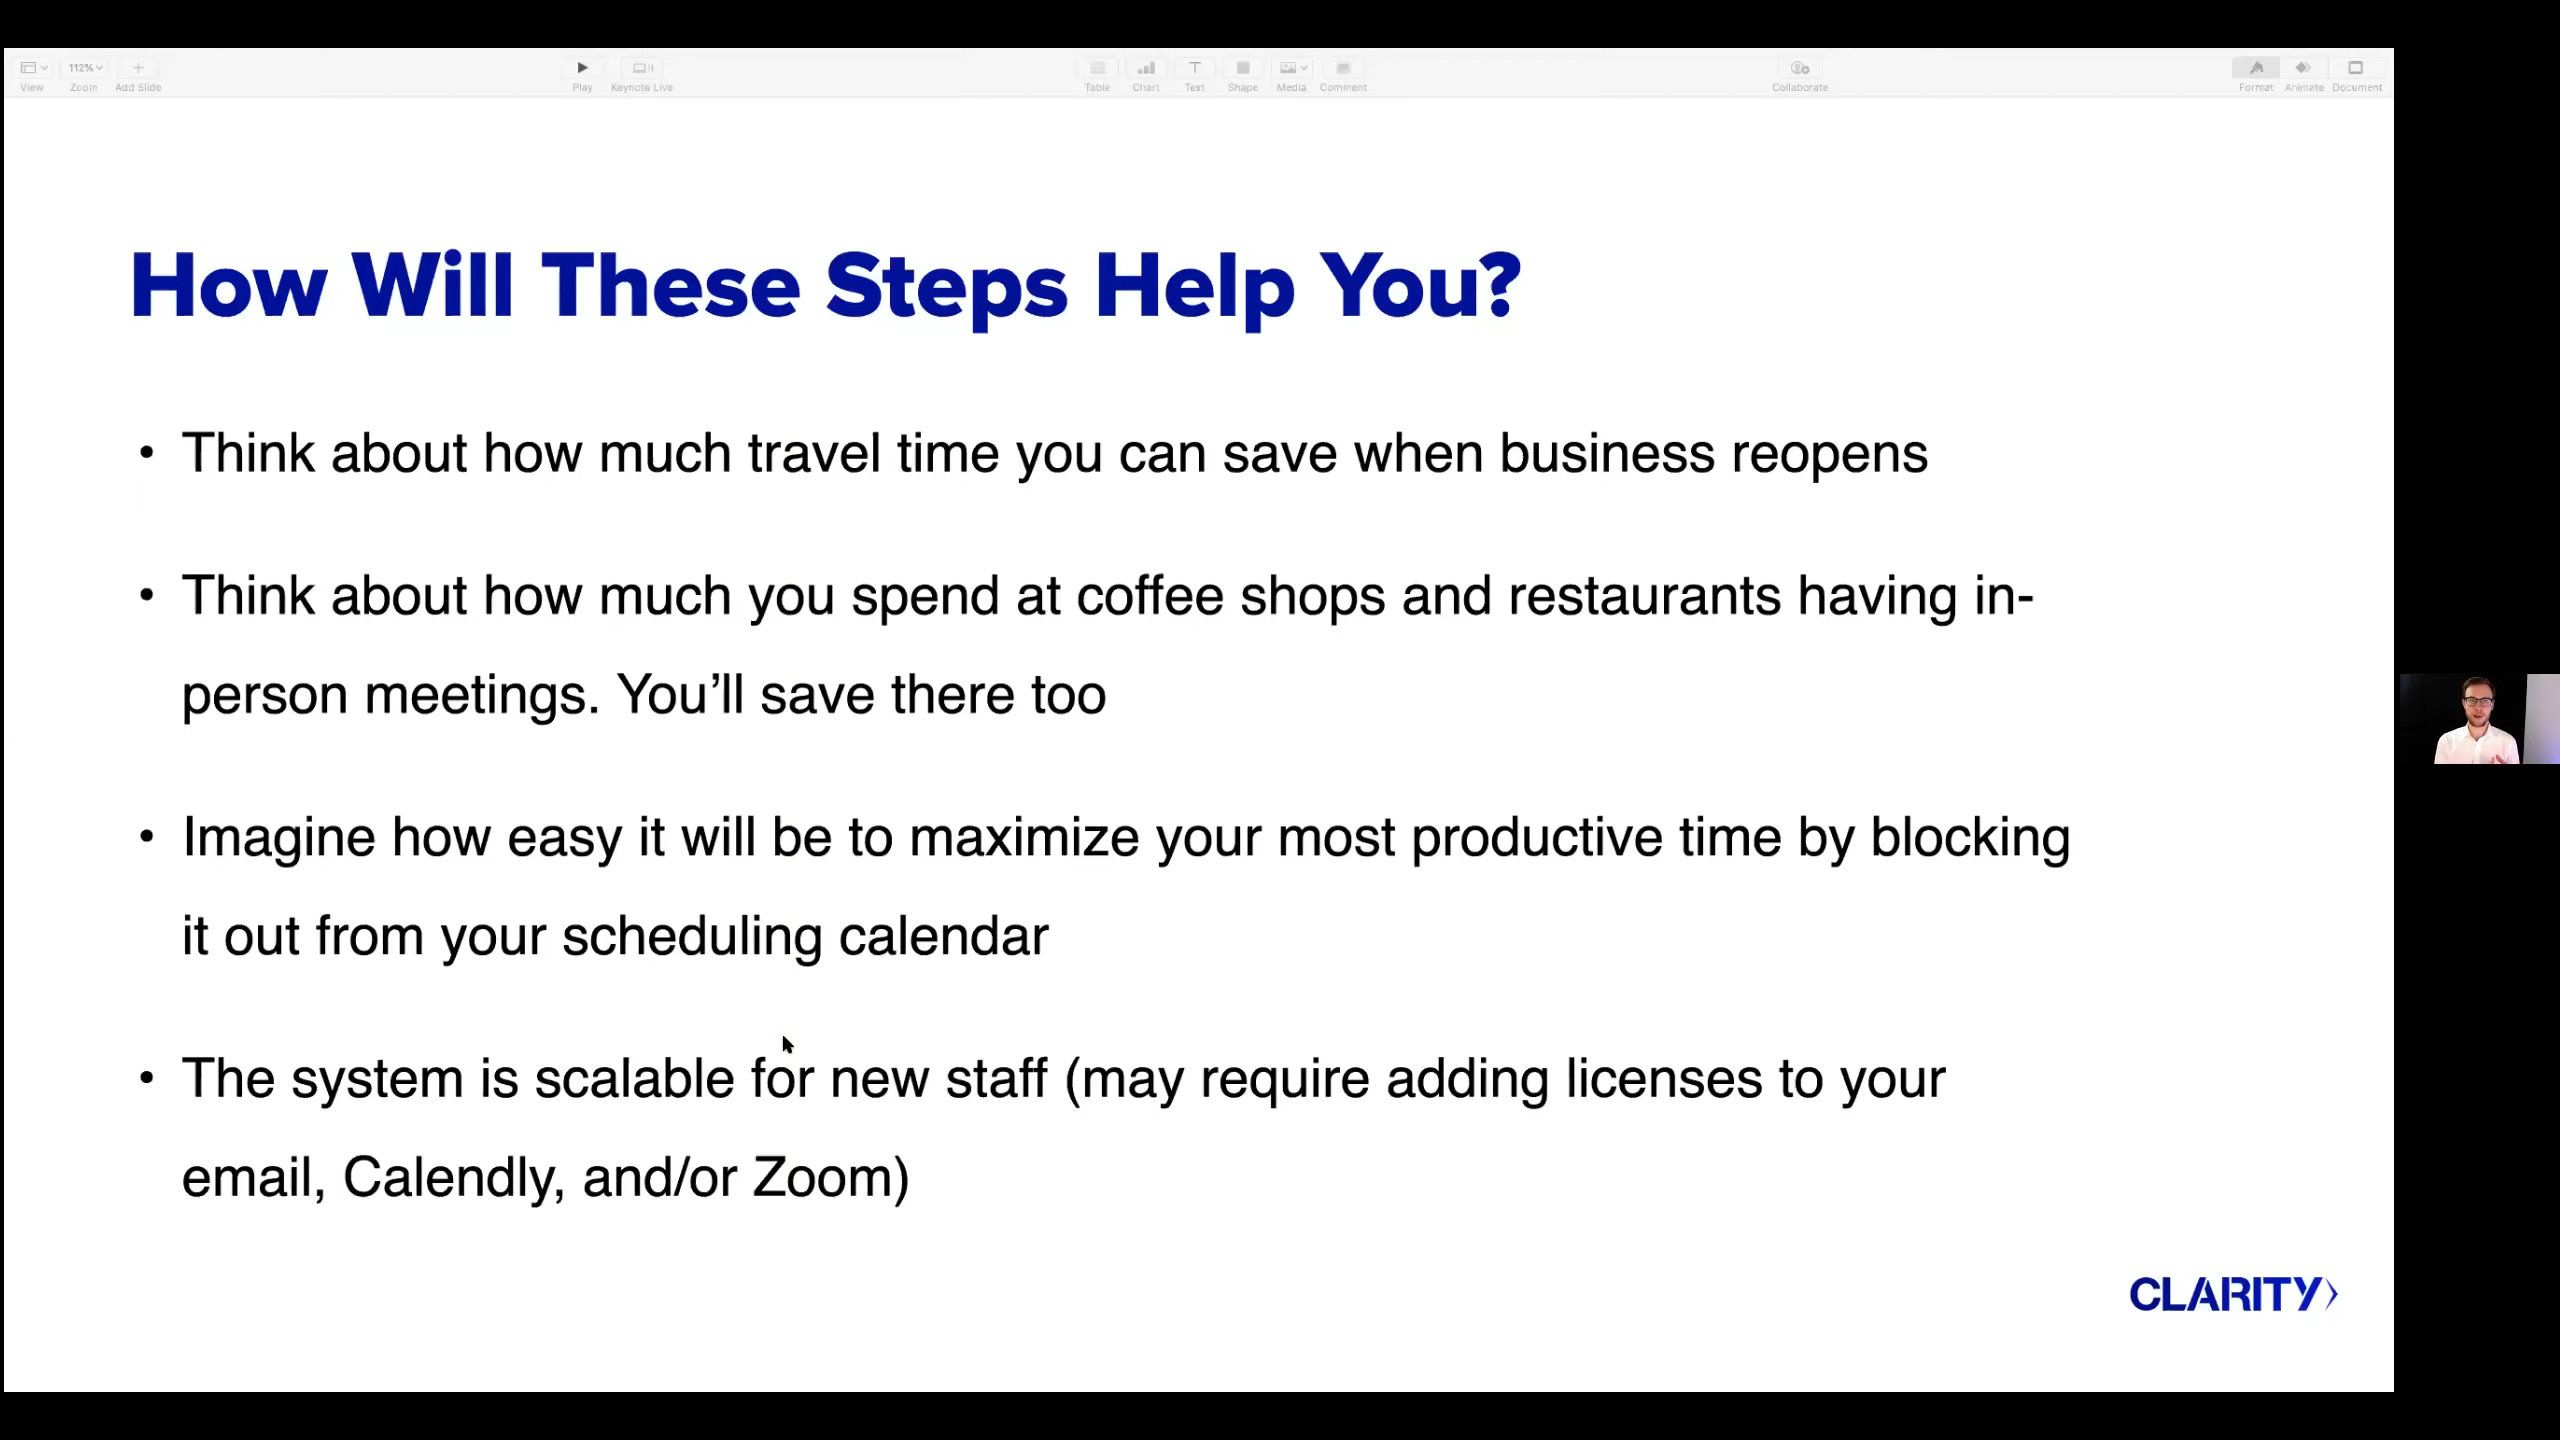 112%
View
Zoom
Add Slide
Play
Keynote Live
Table
Chart
Text
Shape
Media
Comment
Collaborate
Format
Animate
Document
How Will These Steps Help You?
• Think about how much travel time you can save when business reopens
• Think about how much you spend at coffee shops and restaurants having in-
person meetings. You’ll save there too
• Imagine how easy it will be to maximize your most productive time by blocking
it out from your scheduling calendar
• The system is scalable for new staff (may require adding licenses to your
email, Calendly, and/or Zoom)
CLARITY